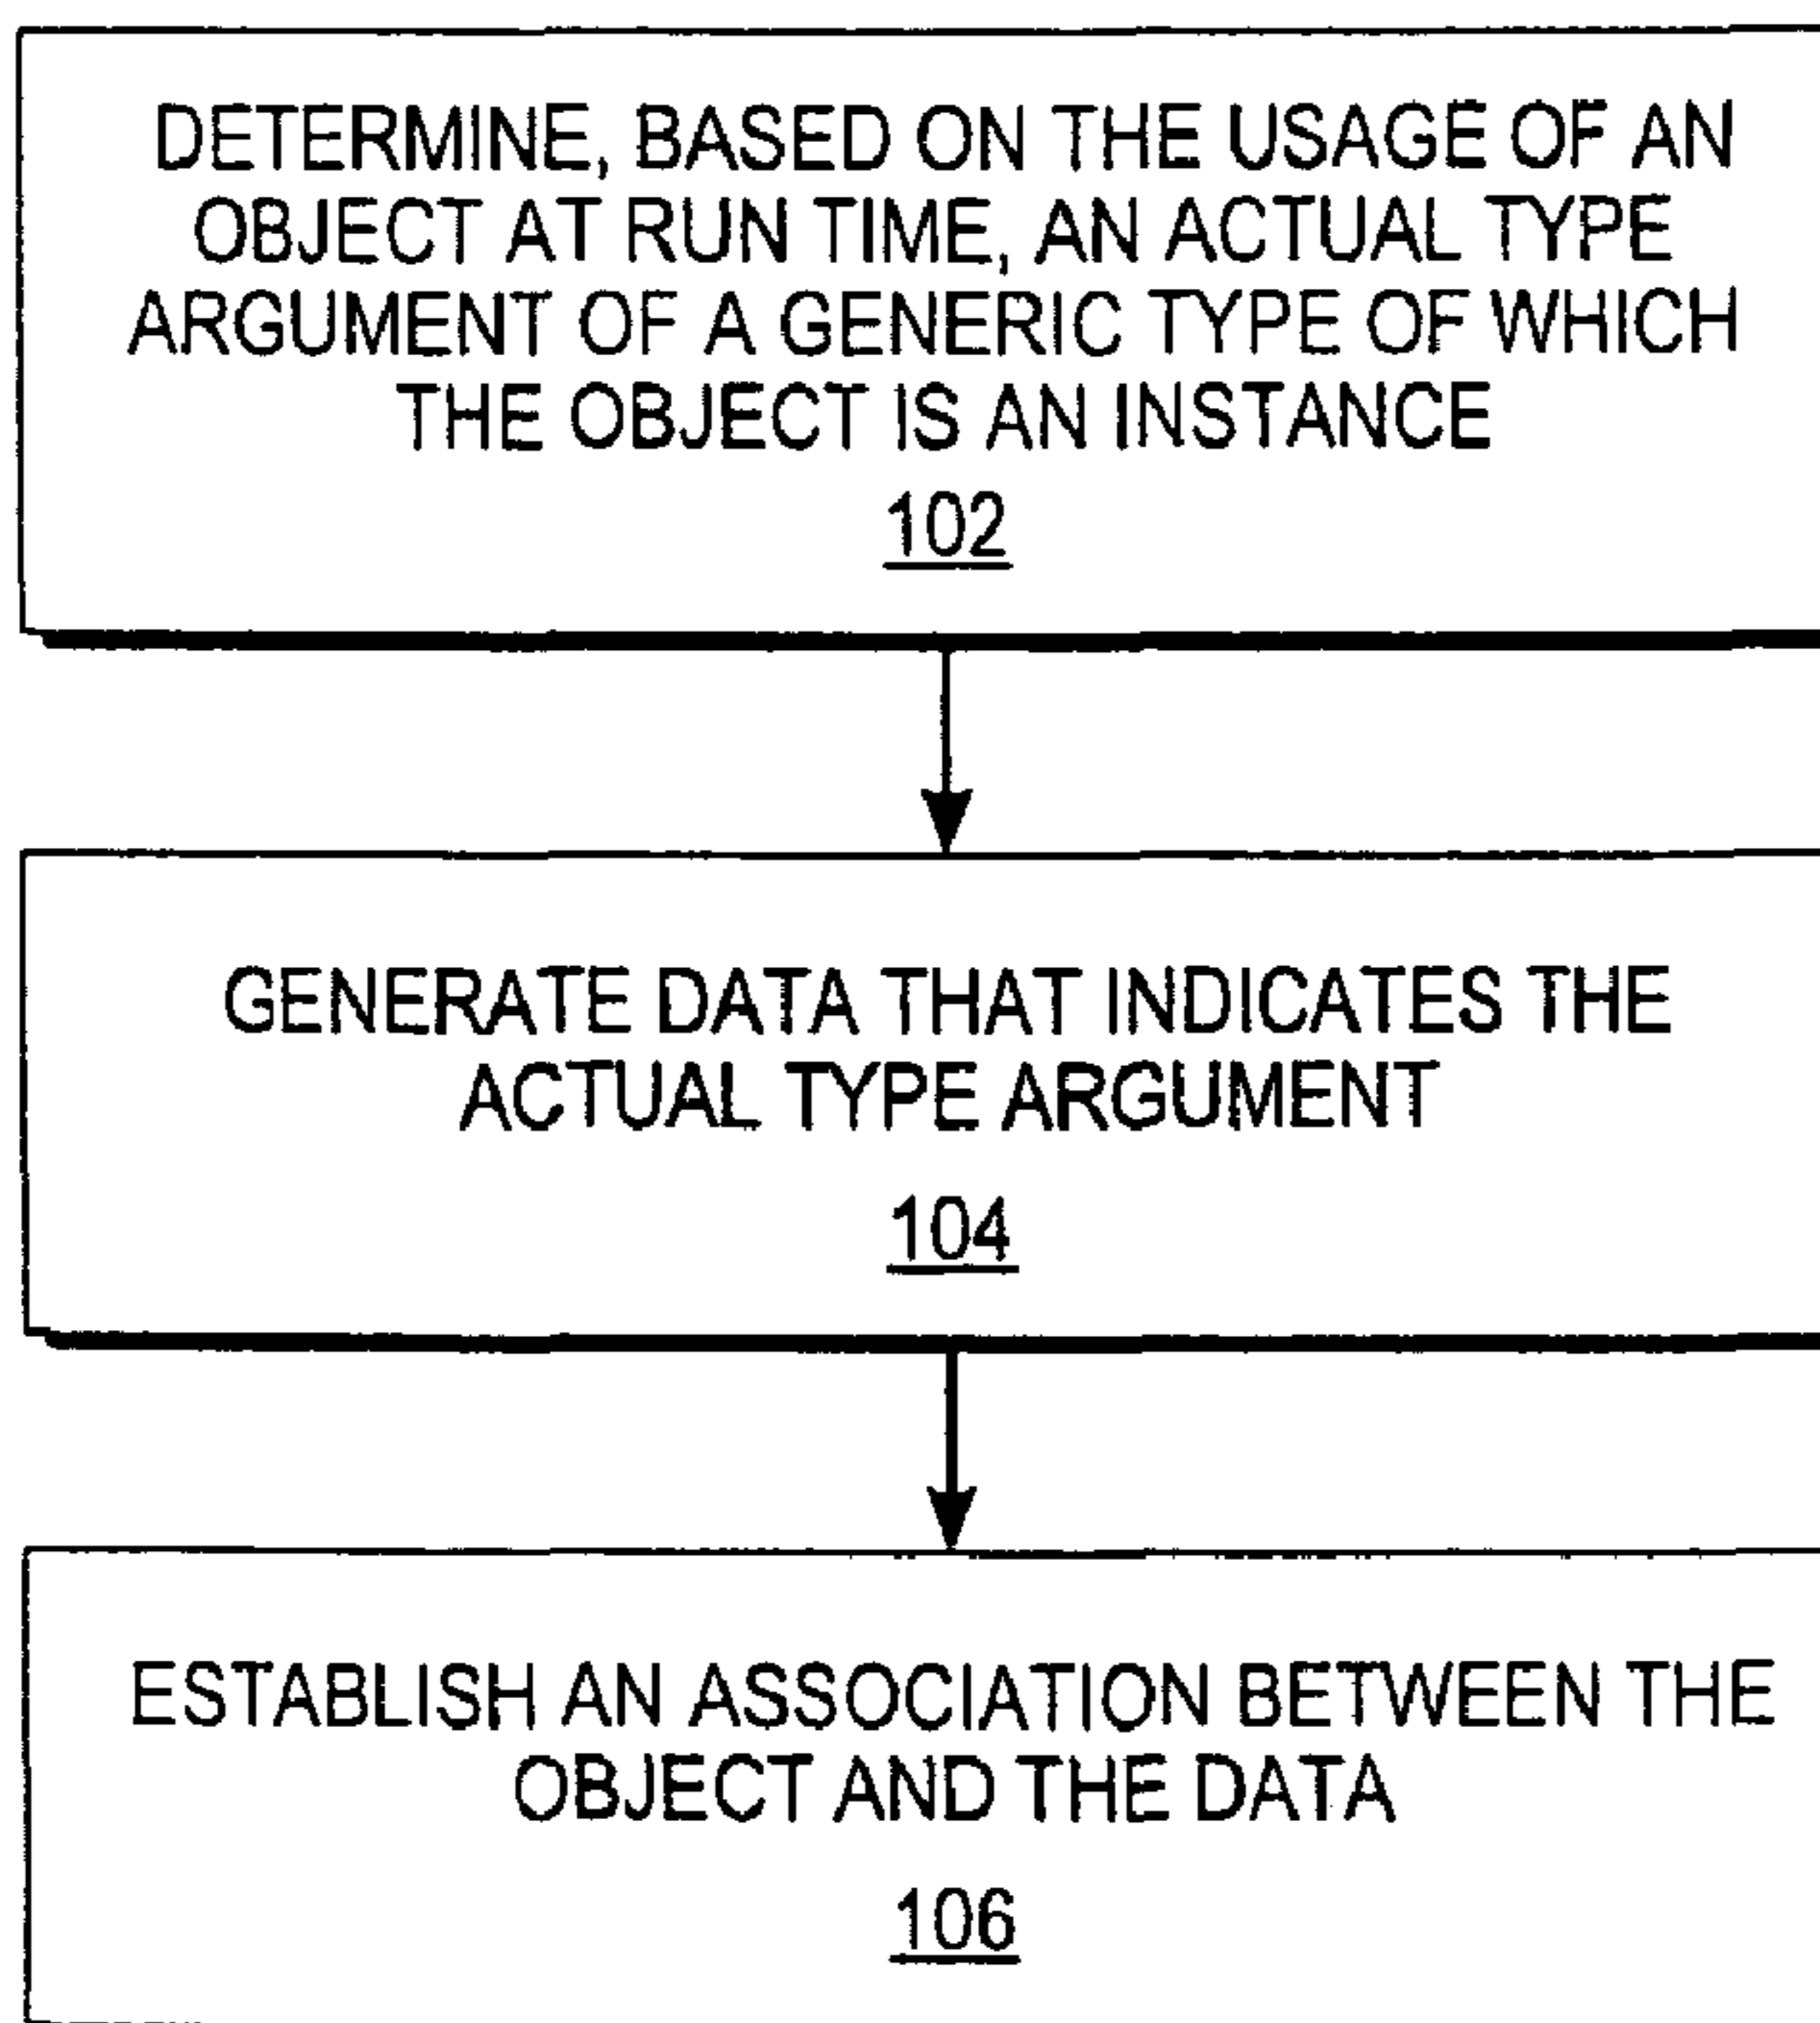 DETERMINE, BASED ON THE USAGE OF AN
OBJECT AT RUN TIME, AN ACTUAL TYPE
ARGUMENT OF A GENERIC TYPE OF WHICH
THE OBJECT IS AN INSTANCE
102
GENERATE DATA THAT INDICATES THE
ACTUAL TYPE ARGUMENT
104
ESTABLISH AN ASSOCIATION BETWEEN THE
OBJECT AND THE DATA
106